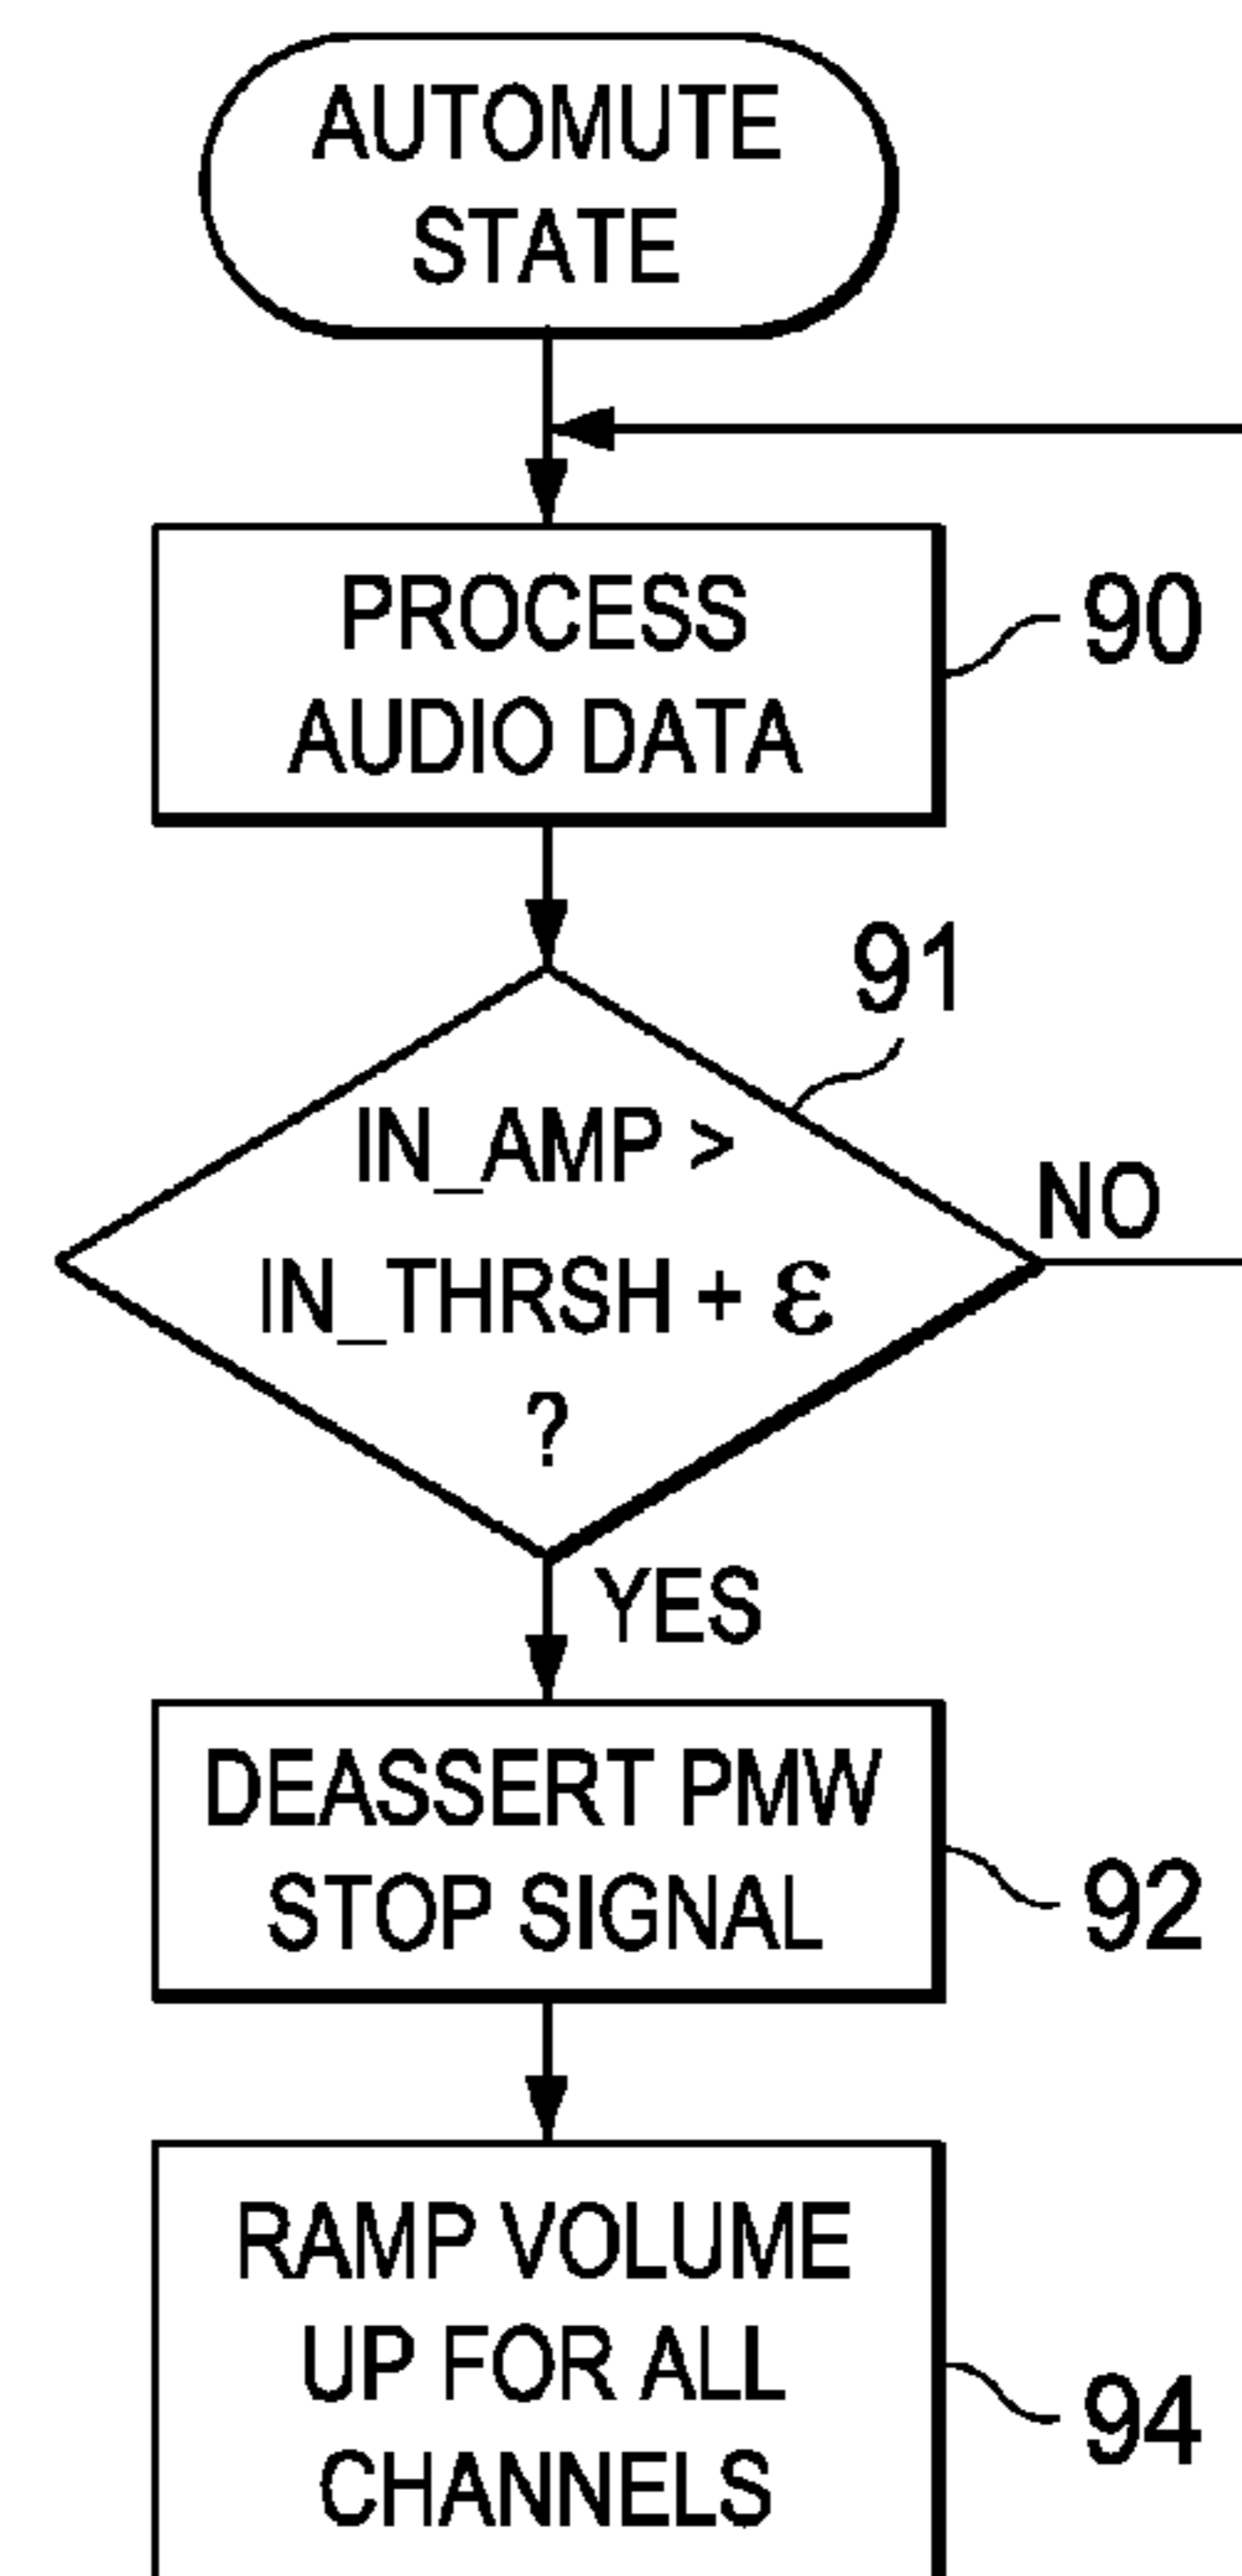 AUTOMUTE
STATE
PROCESS
AUDIO DATA
90
91
IN_AMP >
IN_THRSH + ε
?
NO
YES
DEASSERT PMW
STOP SIGNAL
92
RAMP VOLUME
UP FOR ALL
CHANNELS
94